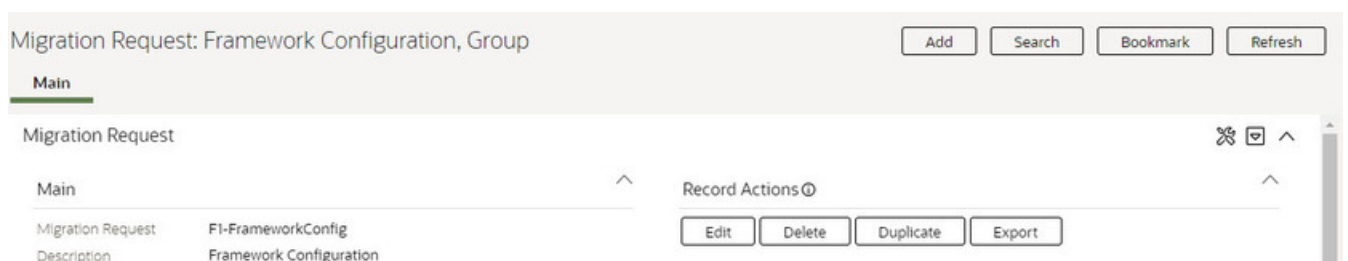 Migration Request: Framework Configuration, Group
Add Search Bookmark Refresh
Main
Migration Request
Main
Record Actions
Migration Request F1-FrameworkConfig
Edit Delete Duplicate Export
Description Framework Configuration